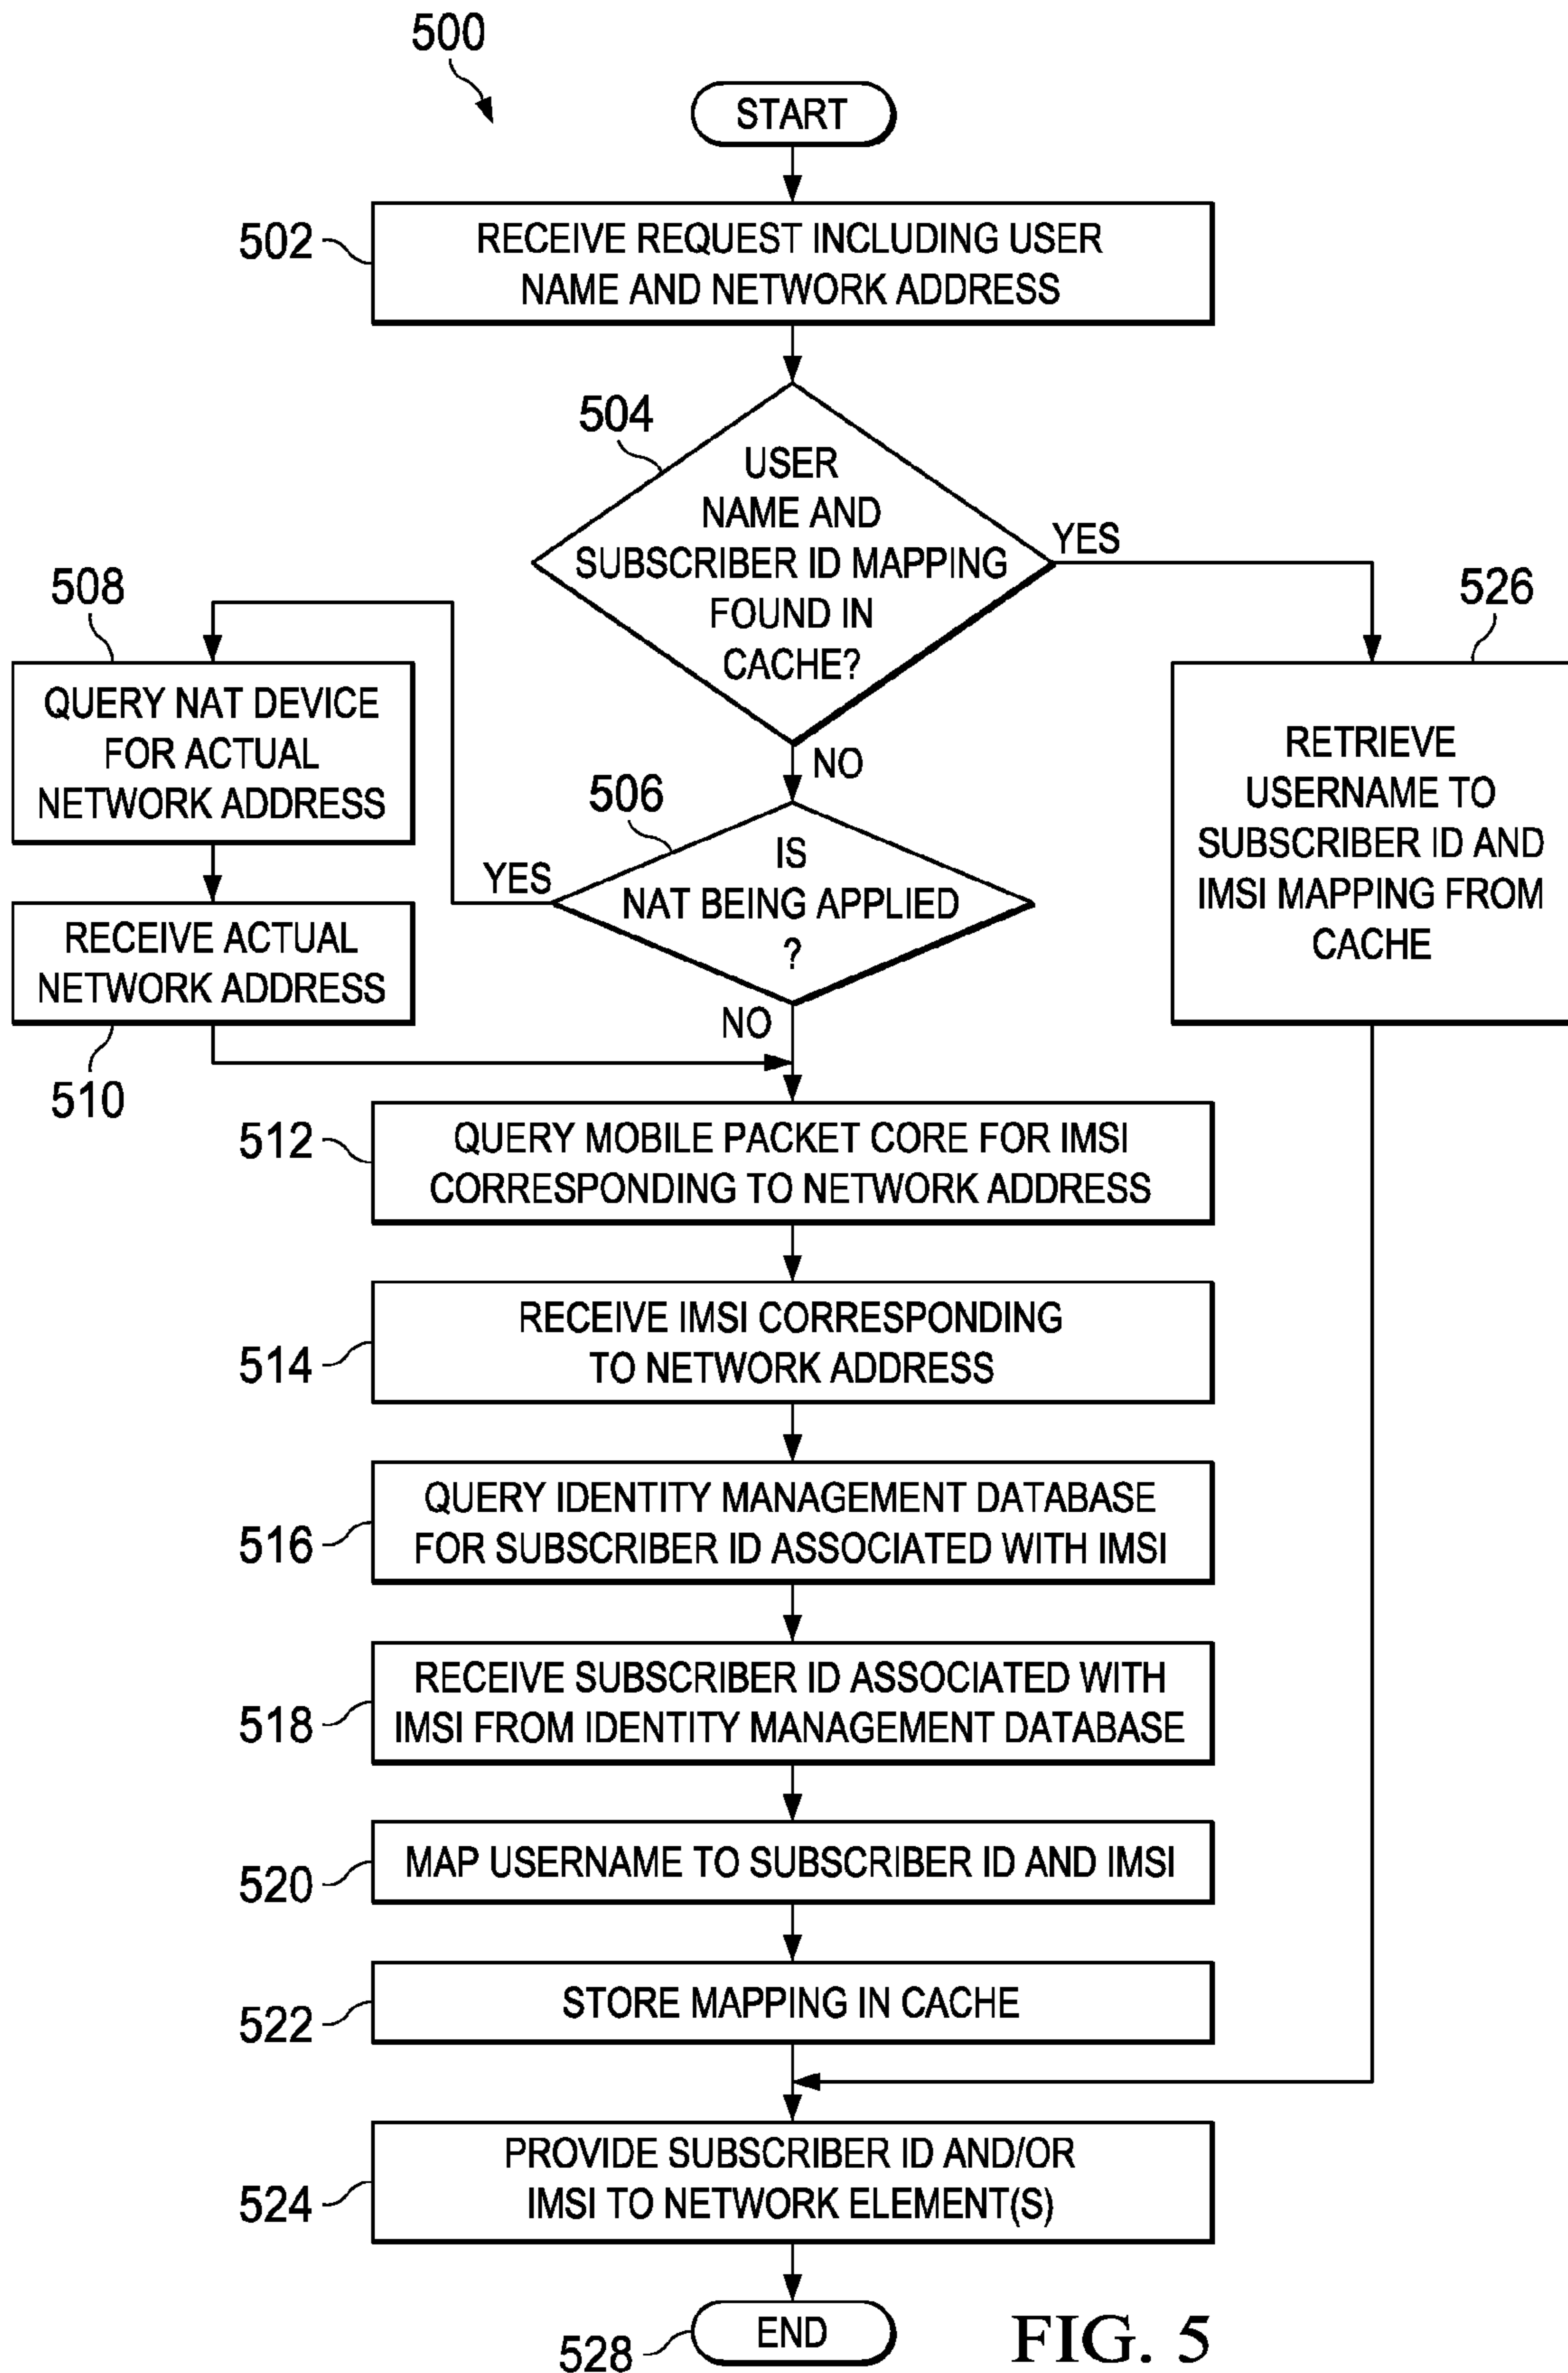 500
START
502
RECEIVE REQUEST INCLUDING USER
NAME AND NETWORK ADDRESS
504
USER
NAME AND
SUBSCRIBER ID MAPPING
FOUND IN
CACHE?
YES
NO
526
RETRIEVE
USERNAME TO
SUBSCRIBER ID AND
IMSI MAPPING FROM
CACHE
506
IS
NAT BEING APPLIED
?
YES
NO
508
QUERY NAT DEVICE
FOR ACTUAL
NETWORK ADDRESS
RECEIVE ACTUAL
NETWORK ADDRESS
510
512
QUERY MOBILE PACKET CORE FOR IMSI
CORRESPONDING TO NETWORK ADDRESS
514
RECEIVE IMSI CORRESPONDING
TO NETWORK ADDRESS
516
QUERY IDENTITY MANAGEMENT DATABASE
FOR SUBSCRIBER ID ASSOCIATED WITH IMSI
518
RECEIVE SUBSCRIBER ID ASSOCIATED WITH
IMSI FROM IDENTITY MANAGEMENT DATABASE
520
MAP USERNAME TO SUBSCRIBER ID AND IMSI
522
STORE MAPPING IN CACHE
524
PROVIDE SUBSCRIBER ID AND/OR
IMSI TO NETWORK ELEMENT(S)
528
END
FIG. 5